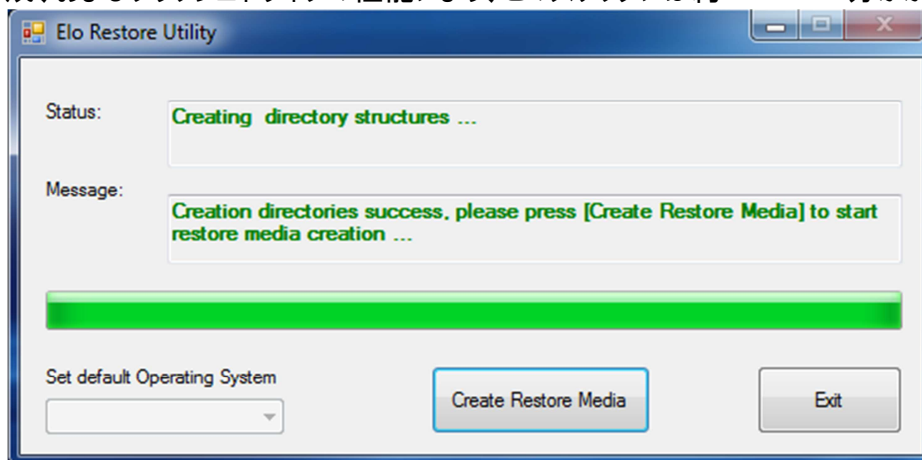 Elo Restore Utility
Status:
Creating directory structures ...
Message:
Creation directories success, please press [Create Restore Media] to start
restore media creation ...
Set default Operating System
Create Restore Media
Exit